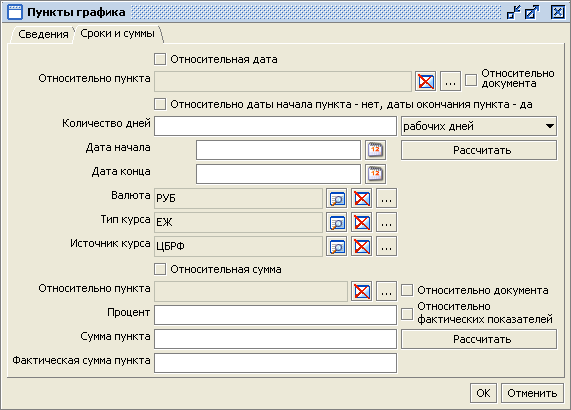 Пункты графика
Сведения Сроки и суммы
Относительная дата
Относительно пункта ... Относительно
документа
Относительно даты начала пункта - нет, даты окончания пункта - да
Количество дней рабочих дней
Дата начала 12 Рассчитать
Дата конца 12
Валюта РУБ ...
Тип курса ЕЖ ...
Источник курса ЦБРФ ...
Относительная сумма
Относительно пункта ... Относительно документа
Процент Относительно
фактических показателей
Сумма пункта Рассчитать
Фактическая сумма пункта
OK Отменить